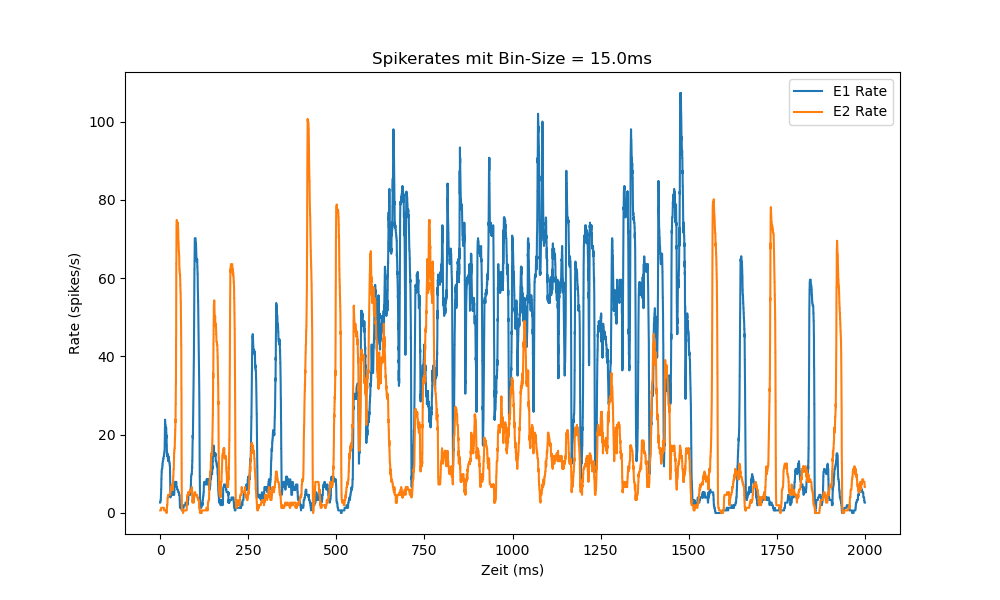 Spikerates mit Bin-Size = 15.0ms
E1 Rate
E2 Rate
100
80
60
40
20
0
Rate (spikes/s)
0 250 500 750 1000 1250 1500 1750 2000
Zeit (ms)